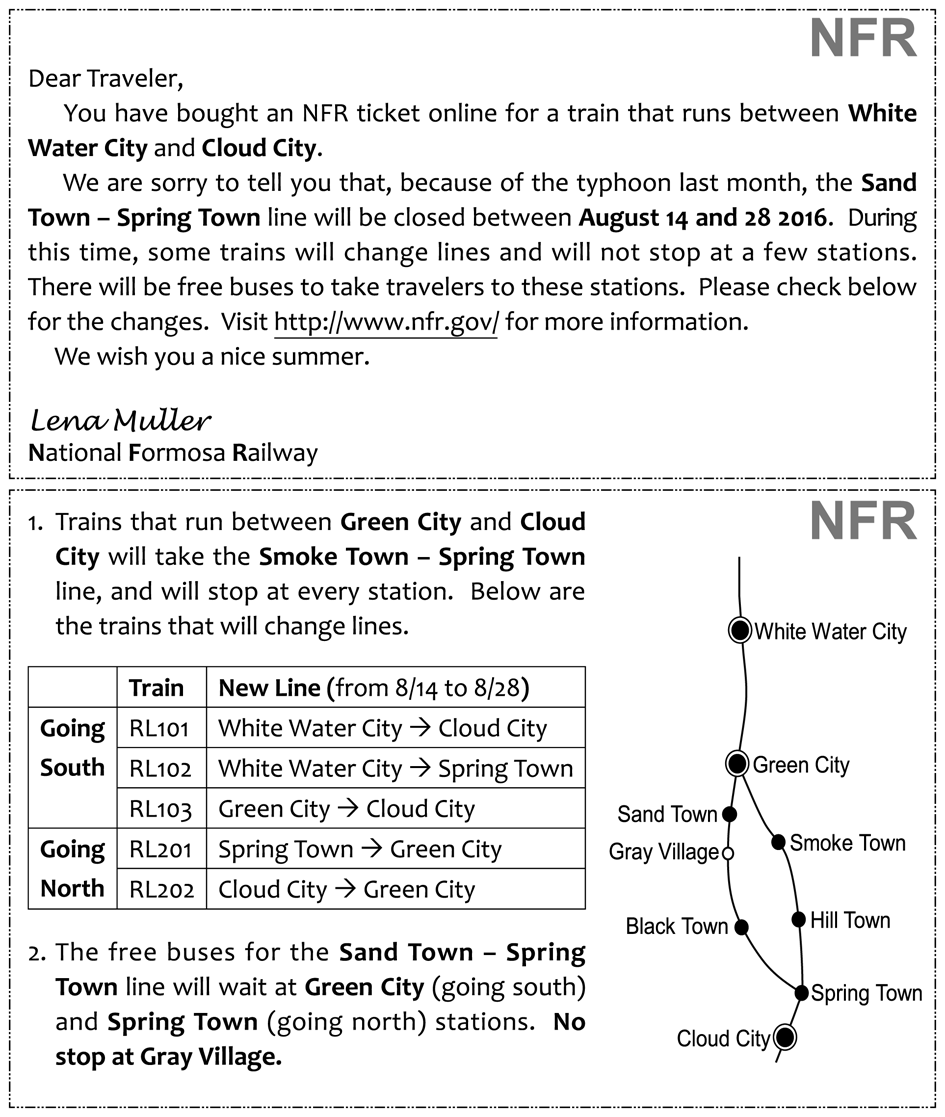 NFR
Dear Traveler,
You have bought an NFR ticket online for a train that runs between White
Water City and Cloud City.
We are sorry to tell you that, because of the typhoon last month, the Sand
Town – Spring Town line will be closed between August 14 and 28 2016. During
this time, some trains will change lines and will not stop at a few stations.
There will be free buses to take travelers to these stations. Please check below
for the changes. Visit http://www.nfr.gov/ for more information.
We wish you a nice summer.
Lena Muller
National Formosa Railway
NFR
1. Trains that run between Green City and Cloud
City will take the Smoke Town – Spring Town
line, and will stop at every station. Below are
the trains that will change lines.
Train New Line (from 8/14 to 8/28)
Going South
RL101 White Water City → Cloud City
RL102 White Water City → Spring Town
RL103 Green City → Cloud City
Going North
RL201 Spring Town → Green City
RL202 Cloud City → Green City
2. The free buses for the Sand Town – Spring
Town line will wait at Green City (going south)
and Spring Town (going north) stations. No
stop at Gray Village.
White Water City
Green City
Sand Town
Smoke Town
Gray Village
Hill Town
Black Town
Spring Town
Cloud City